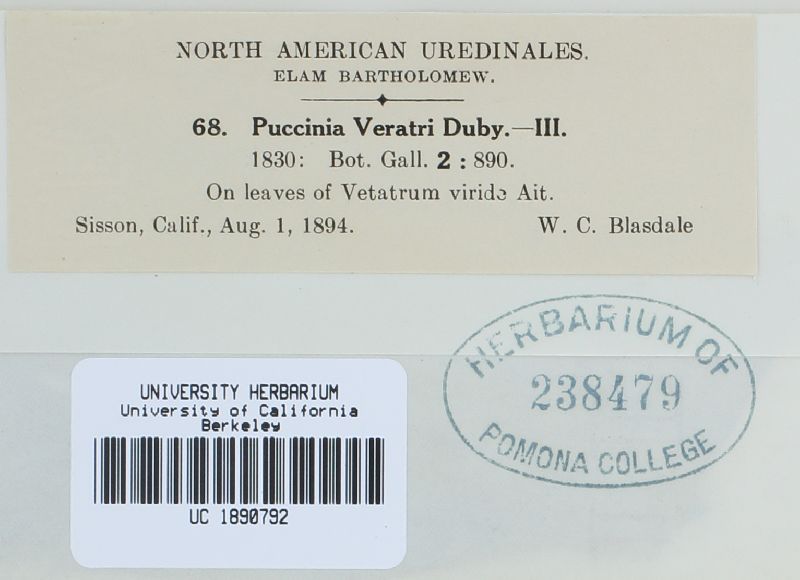 NORTH AMERICAN UREDINALES.
ELAM BARTHOLOMEW.
68. Puccinia Veratri Duby.—III.
1830: Bot. Gall. 2 : 890.
On leaves of Vetatrum viride Ait.
Sisson, Calif., Aug. 1, 1894. W. C. Blasdale
HERBARIUM OF
238479
POMONA COLLEGE
UNIVERSITY HERBARIUM
University of California
Berkeley
UC 1890792